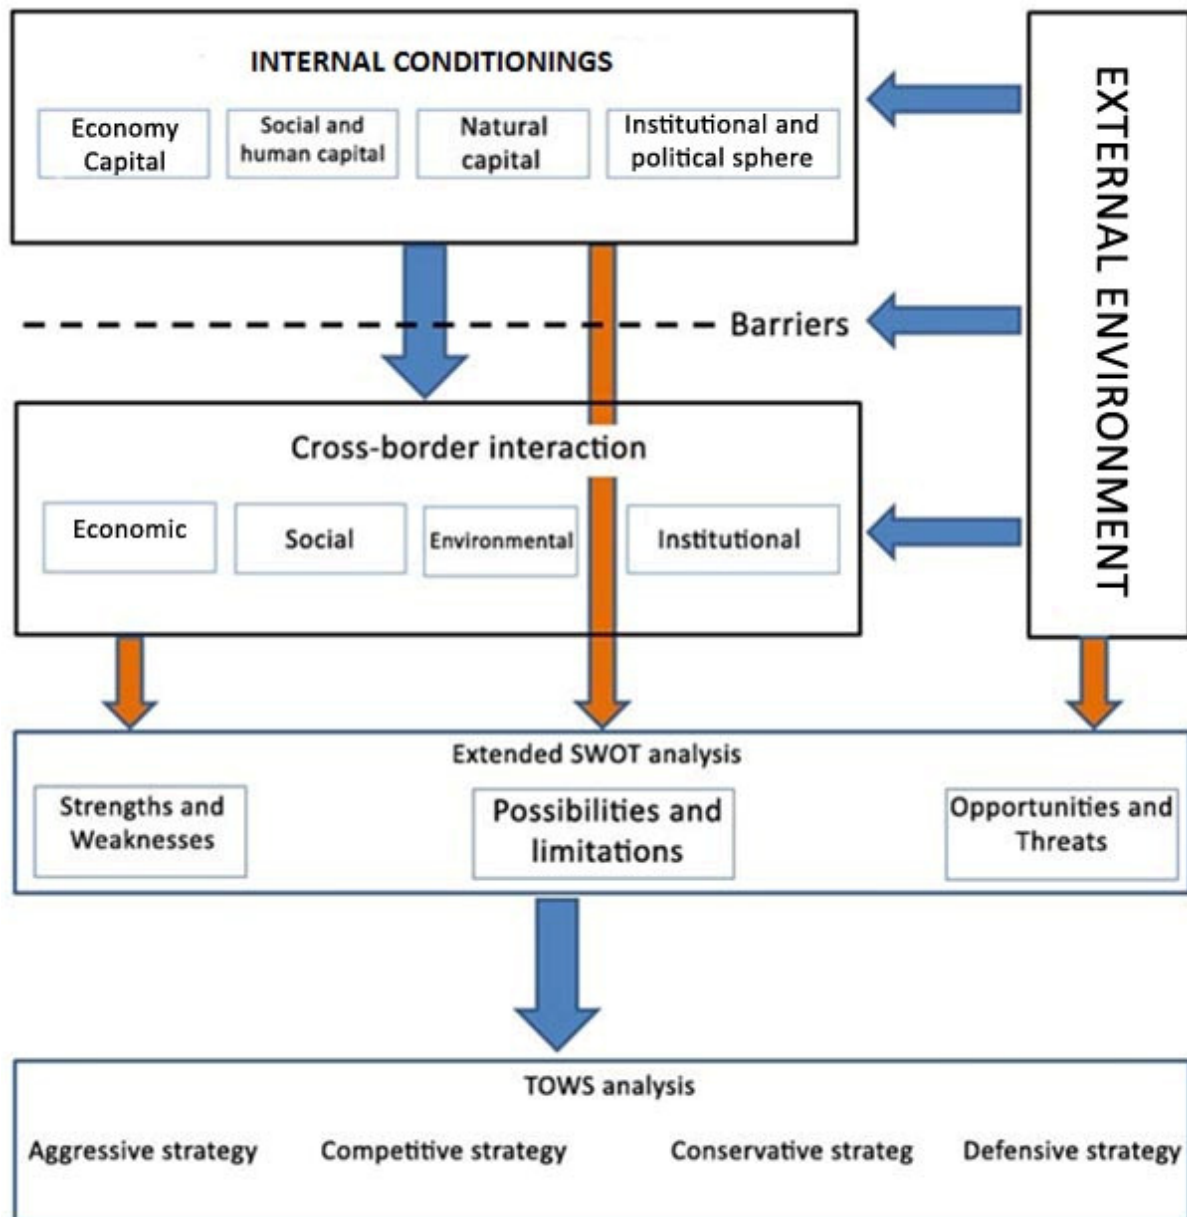 INTERNAL CONDITIONINGS
Economy
Capital
Social and
human capital
Natural
capital
Institutional and
political sphere
EXTERNAL ENVIRONMENT
Barriers
Cross-border interaction
Economic
Social
Environmental
Institutional
Extended SWOT analysis
Strengths and
Weaknesses
Possibilities and
limitations
Opportunities and
Threats
TOWS analysis
Aggressive strategy
Competitive strategy
Conservative strateg
Defensive strategy